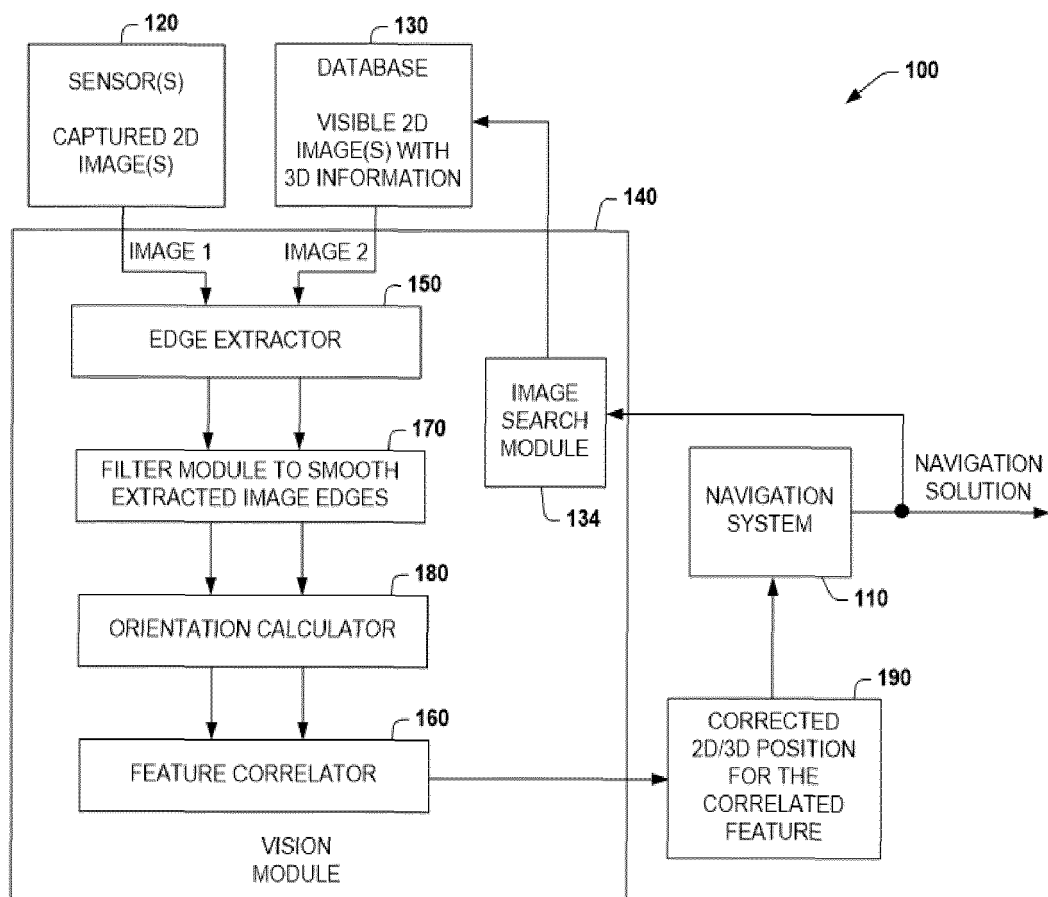 120
SENSOR(S)
CAPTURED 2D
IMAGE(S)
130
DATABASE
VISIBLE 2D
IMAGE(S) WITH
3D INFORMATION
100
140
IMAGE 1
IMAGE 2
150
EDGE EXTRACTOR
170
FILTER MODULE TO SMOOTH
EXTRACTED IMAGE EDGES
IMAGE
SEARCH
MODULE
134
NAVIGATION
SYSTEM
110
NAVIGATION
SOLUTION
180
ORIENTATION CALCULATOR
160
FEATURE CORRELATOR
190
CORRECTED
2D/3D POSITION
FOR THE
CORRELATED
FEATURE
VISION
MODULE